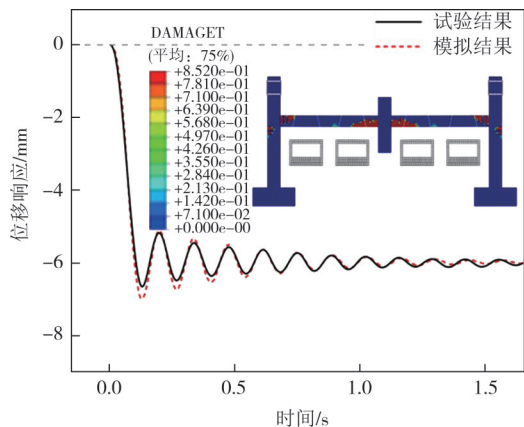 试验结果
模拟结果
DAMAGET
(平均：75%)
+8.520e-01
+7.810e-01
+7.100e-01
+6.390e-01
+5.680e-01
+4.970e-01
+4.260e-01
+3.550e-01
+2.840e-01
+2.130e-01
+1.420e-01
+7.100e-02
+0.000e-00
位移响应/mm
0
-2
-4
-6
-8
0.0
0.5
1.0
1.5
时间/s